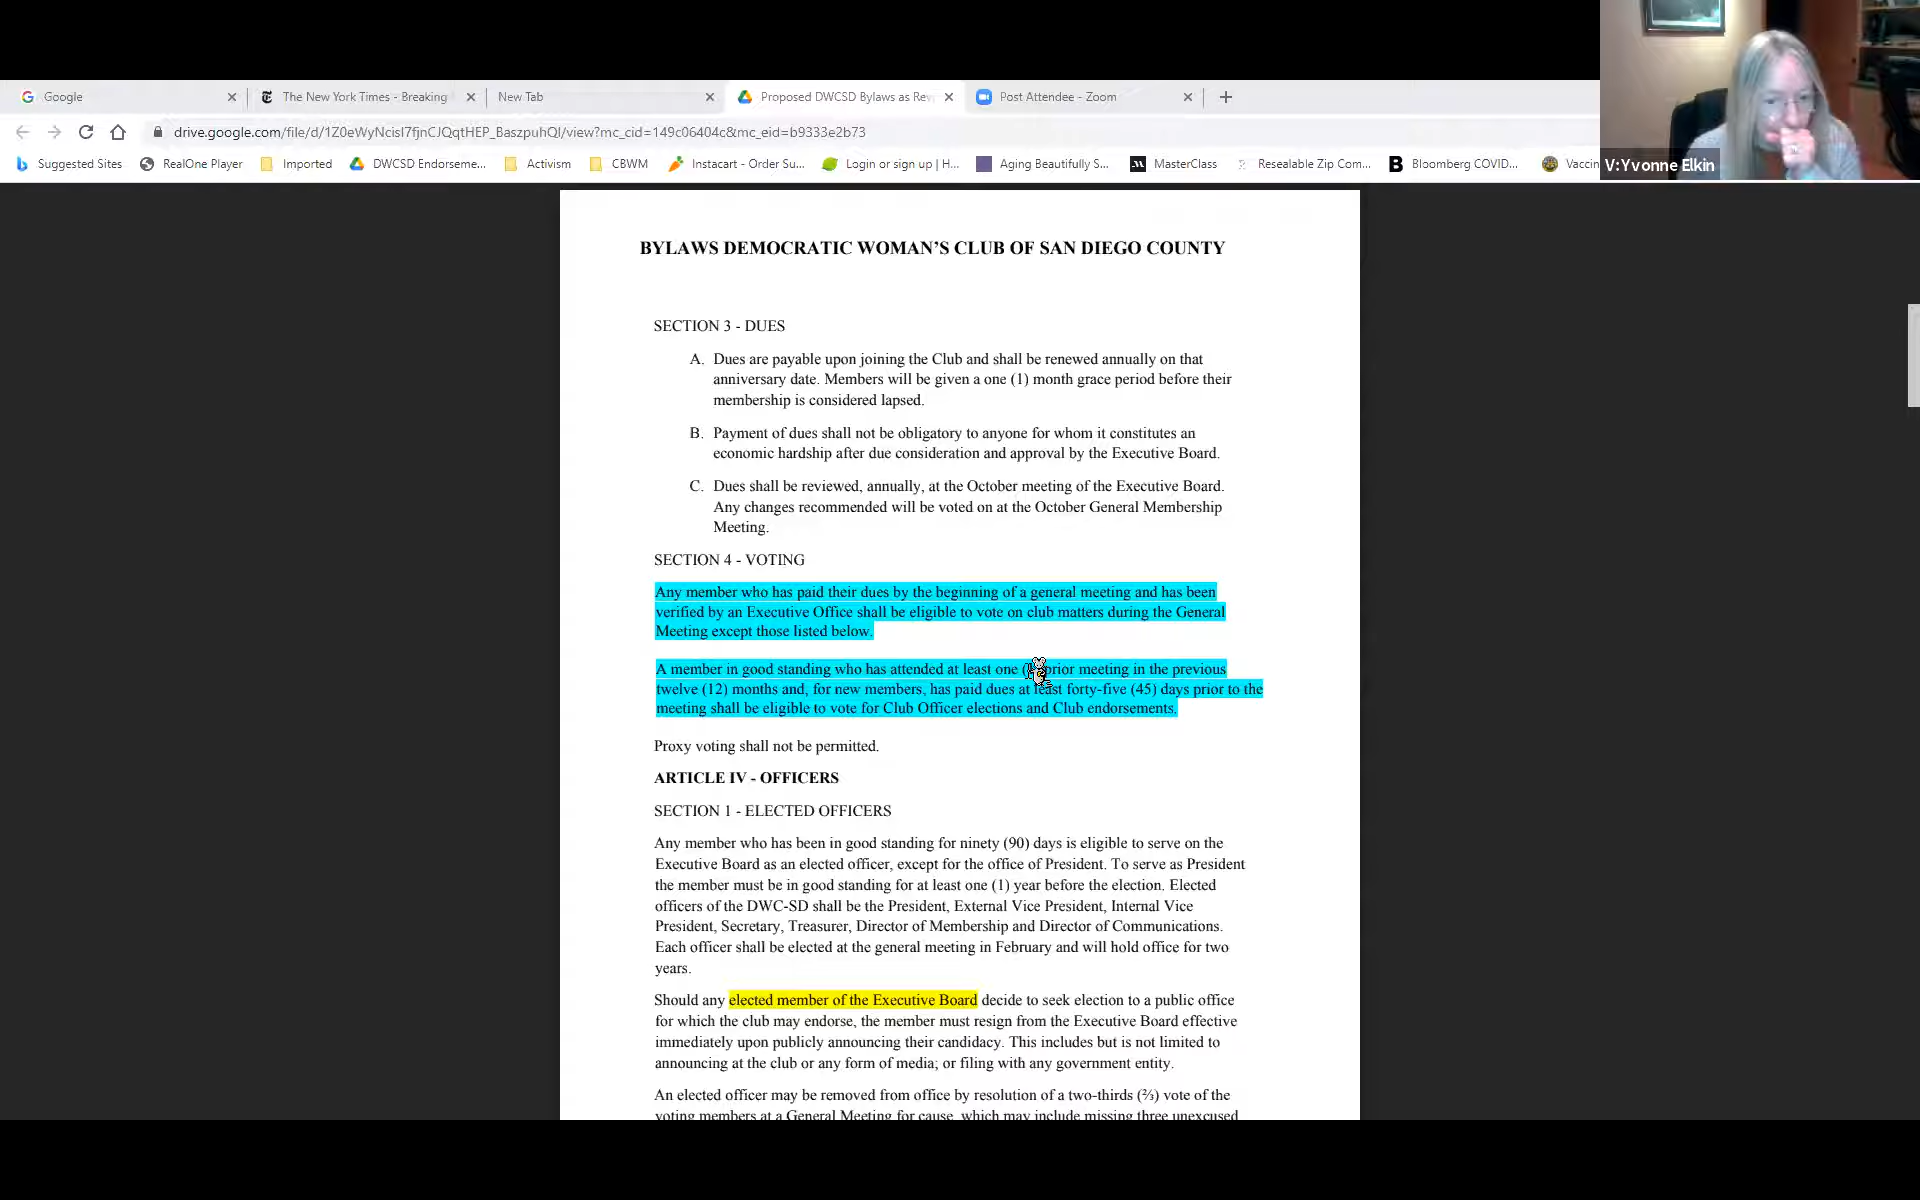 Google
The New York Times - Breaking
New Tab
Proposed DWCSD Bylaws as Rev
Post Attendee - Zoom
drive.google.com/file/d/1Z0eWyNcisI7fjnCJQqtHEP_BaszpuhQI/view?mc_cid=149c06404c&mc_eid=b9333e2b73
Suggested Sites RealOne Player Imported DWCSD Endorseme... Activism CBWM Instacart - Order Su... Login or sign up | H... Aging Beautifully S... MasterClass Resealable Zip Com... Bloomberg COVID... Vaccin
V:Yvonne Elkin
BYLAWS DEMOCRATIC WOMAN'S CLUB OF SAN DIEGO COUNTY
SECTION 3 - DUES
A. Dues are payable upon joining the Club and shall be renewed annually on that
anniversary date. Members will be given a one (1) month grace period before their
membership is considered lapsed.
B. Payment of dues shall not be obligatory to anyone for whom it constitutes an
economic hardship after due consideration and approval by the Executive Board.
C. Dues shall be reviewed, annually, at the October meeting of the Executive Board.
Any changes recommended will be voted on at the October General Membership
Meeting.
SECTION 4 - VOTING
Any member who has paid their dues by the beginning of a general meeting and has been
verified by an Executive Office shall be eligible to vote on club matters during the General
Meeting except those listed below.
A member in good standing who has attended at least one prior meeting in the previous
twelve (12) months and, for new members, has paid dues at least forty-five (45) days prior to the
meeting shall be eligible to vote for Club Officer elections and Club endorsements.
Proxy voting shall not be permitted.
ARTICLE IV - OFFICERS
SECTION 1 - ELECTED OFFICERS
Any member who has been in good standing for ninety (90) days is eligible to serve on the
Executive Board as an elected officer, except for the office of President. To serve as President
the member must be in good standing for at least one (1) year before the election. Elected
officers of the DWC-SD shall be the President, External Vice President, Internal Vice
President, Secretary, Treasurer, Director of Membership and Director of Communications.
Each officer shall be elected at the general meeting in February and will hold office for two
years.
Should any elected member of the Executive Board decide to seek election to a public office
for which the club may endorse, the member must resign from the Executive Board effective
immediately upon publicly announcing their candidacy. This includes but is not limited to
announcing at the club or any form of media; or filing with any government entity.
An elected officer may be removed from office by resolution of a two-thirds (⅔) vote of the
voting members at a General Meeting for cause, which may include missing three unexcused